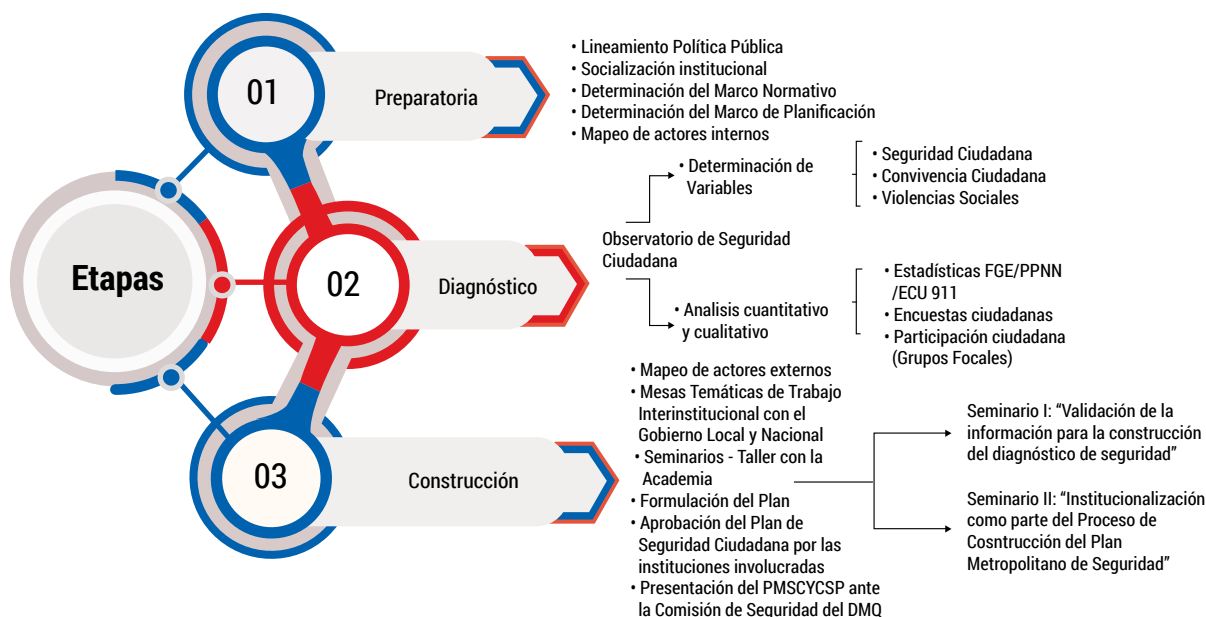 Etapas
01
Preparatoria
• Lineamiento Política Pública
• Socialización institucional
• Determinación del Marco Normativo
• Determinación del Marco de Planificación
• Mapeo de actores internos
02
Diagnóstico
Observatorio de Seguridad
Ciudadana
• Determinación de
Variables
• Seguridad Ciudadana
• Convivencia Ciudadana
• Violencias Sociales
• Analisis cuantitativo
y cualitativo
• Estadísticas FGE/PPNN
/ECU 911
• Encuestas ciudadanas
• Participación ciudadana
(Grupos Focales)
03
Construcción
• Mapeo de actores externos
• Mesas Temáticas de Trabajo
Interinstitucional con el
Gobierno Local y Nacional
• Seminarios - Taller con la
Academia
• Formulación del Plan
• Aprobación del Plan de
Seguridad Ciudadana por las
instituciones involucradas
• Presentación del PMSCYCSP ante
la Comisión de Seguridad del DMQ
Seminario I: “Validación de la
información para la construcción
del diagnóstico de seguridad”
Seminario II: “Institucionalización
como parte del Proceso de
Cosntrucción del Plan
Metropolitano de Seguridad”